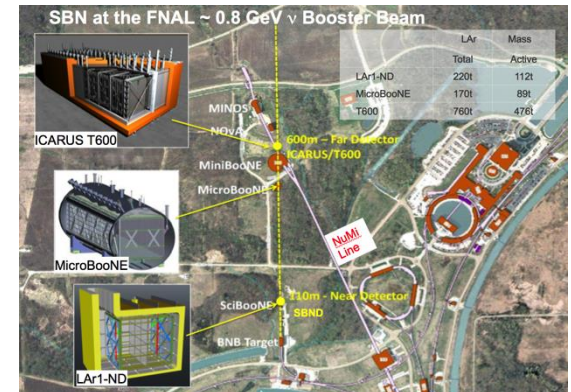 SBN at the FNAL ~ 0.8 GeV ν Booster Beam
LAr Mass
Total Active
LAr1-ND 220t 112t
MicroBooNE 170t 89t
T600 760t 476t
ICARUS T600
MINOS
NOvA
600m – Far Detector
ICARUS/T600
MiniBooNE
MicroBooNE
MicroBooNE
NuMi
Line
SciBooNE
110m - Near Detector
SBND
BNB Target
LAr1-ND